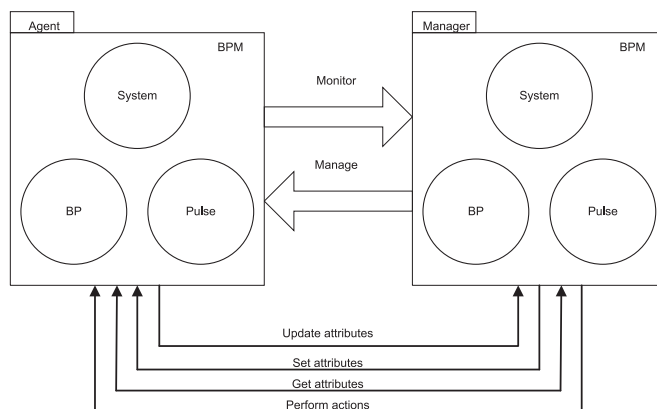 Agent
BPM
System
BP
Pulse
Monitor
Manage
Manager
BPM
System
BP
Pulse
Update attributes
Set attributes
Get attributes
Perform actions